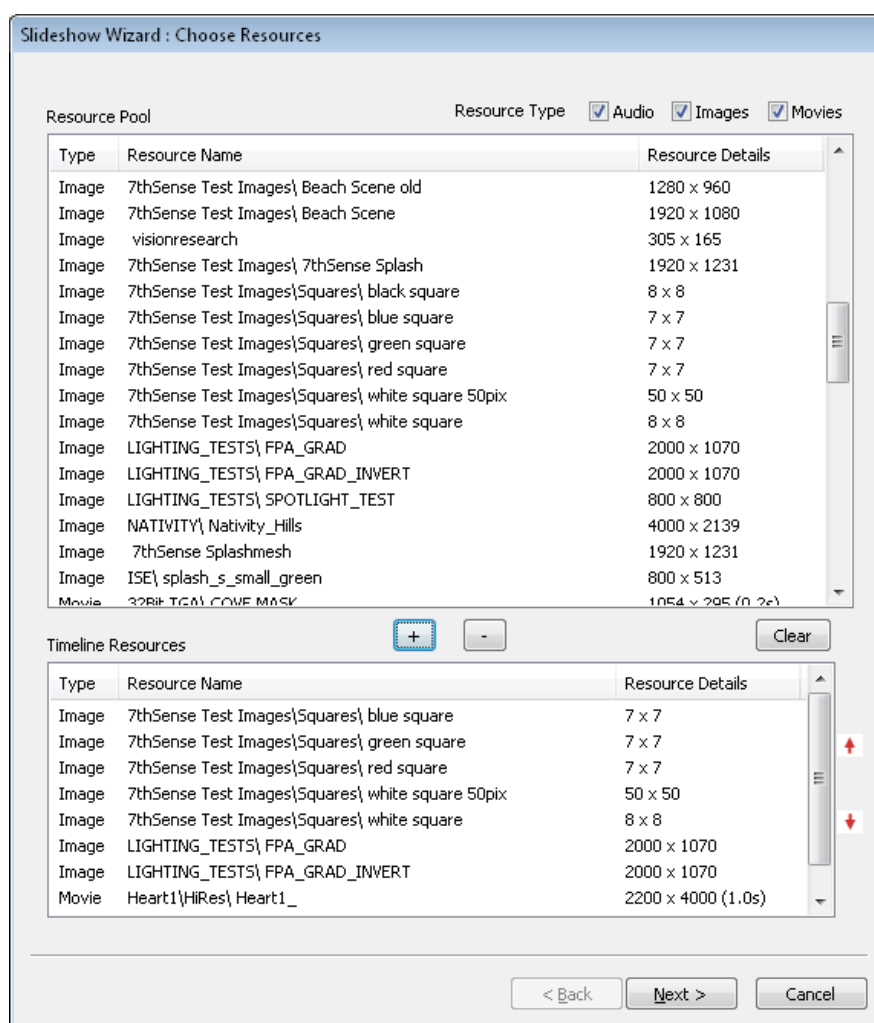 Slideshow Wizard : Choose Resources
Resource Pool Resource Type Audio Images Movies
Type Resource Name Resource Details
Image 7thSense Test Images\ Beach Scene old 1280 x 960
Image 7thSense Test Images\ Beach Scene 1920 x 1080
Image visionresearch 305 x 165
Image 7thSense Test Images\ 7thSense Splash 1920 x 1231
Image 7thSense Test Images\Squares\ black square 8 x 8
Image 7thSense Test Images\Squares\ blue square 7 x 7
Image 7thSense Test Images\Squares\ green square 7 x 7
Image 7thSense Test Images\Squares\ red square 7 x 7
Image 7thSense Test Images\Squares\ white square 50pix 50 x 50
Image 7thSense Test Images\Squares\ white square 8 x 8
Image LIGHTING_TESTS\ FPA_GRAD 2000 x 1070
Image LIGHTING_TESTS\ FPA_GRAD_INVERT 2000 x 1070
Image LIGHTING_TESTS\ SPOTLIGHT_TEST 800 x 800
Image NATIVITY\ Nativity_Hills 4000 x 2139
Image 7thSense Splashmesh 1920 x 1231
Image ISE\ splash_s_small_green 800 x 513
Movie 32Bit TGA\ COVE MASK 1054 x 295 (0.2s)
Timeline Resources + - Clear
Type Resource Name Resource Details
Image 7thSense Test Images\Squares\ blue square 7 x 7
Image 7thSense Test Images\Squares\ green square 7 x 7
Image 7thSense Test Images\Squares\ red square 7 x 7
Image 7thSense Test Images\Squares\ white square 50pix 50 x 50
Image 7thSense Test Images\Squares\ white square 8 x 8
Image LIGHTING_TESTS\ FPA_GRAD 2000 x 1070
Image LIGHTING_TESTS\ FPA_GRAD_INVERT 2000 x 1070
Movie Heart1\HiRes\ Heart1_ 2200 x 4000 (1.0s)
< Back Next > Cancel